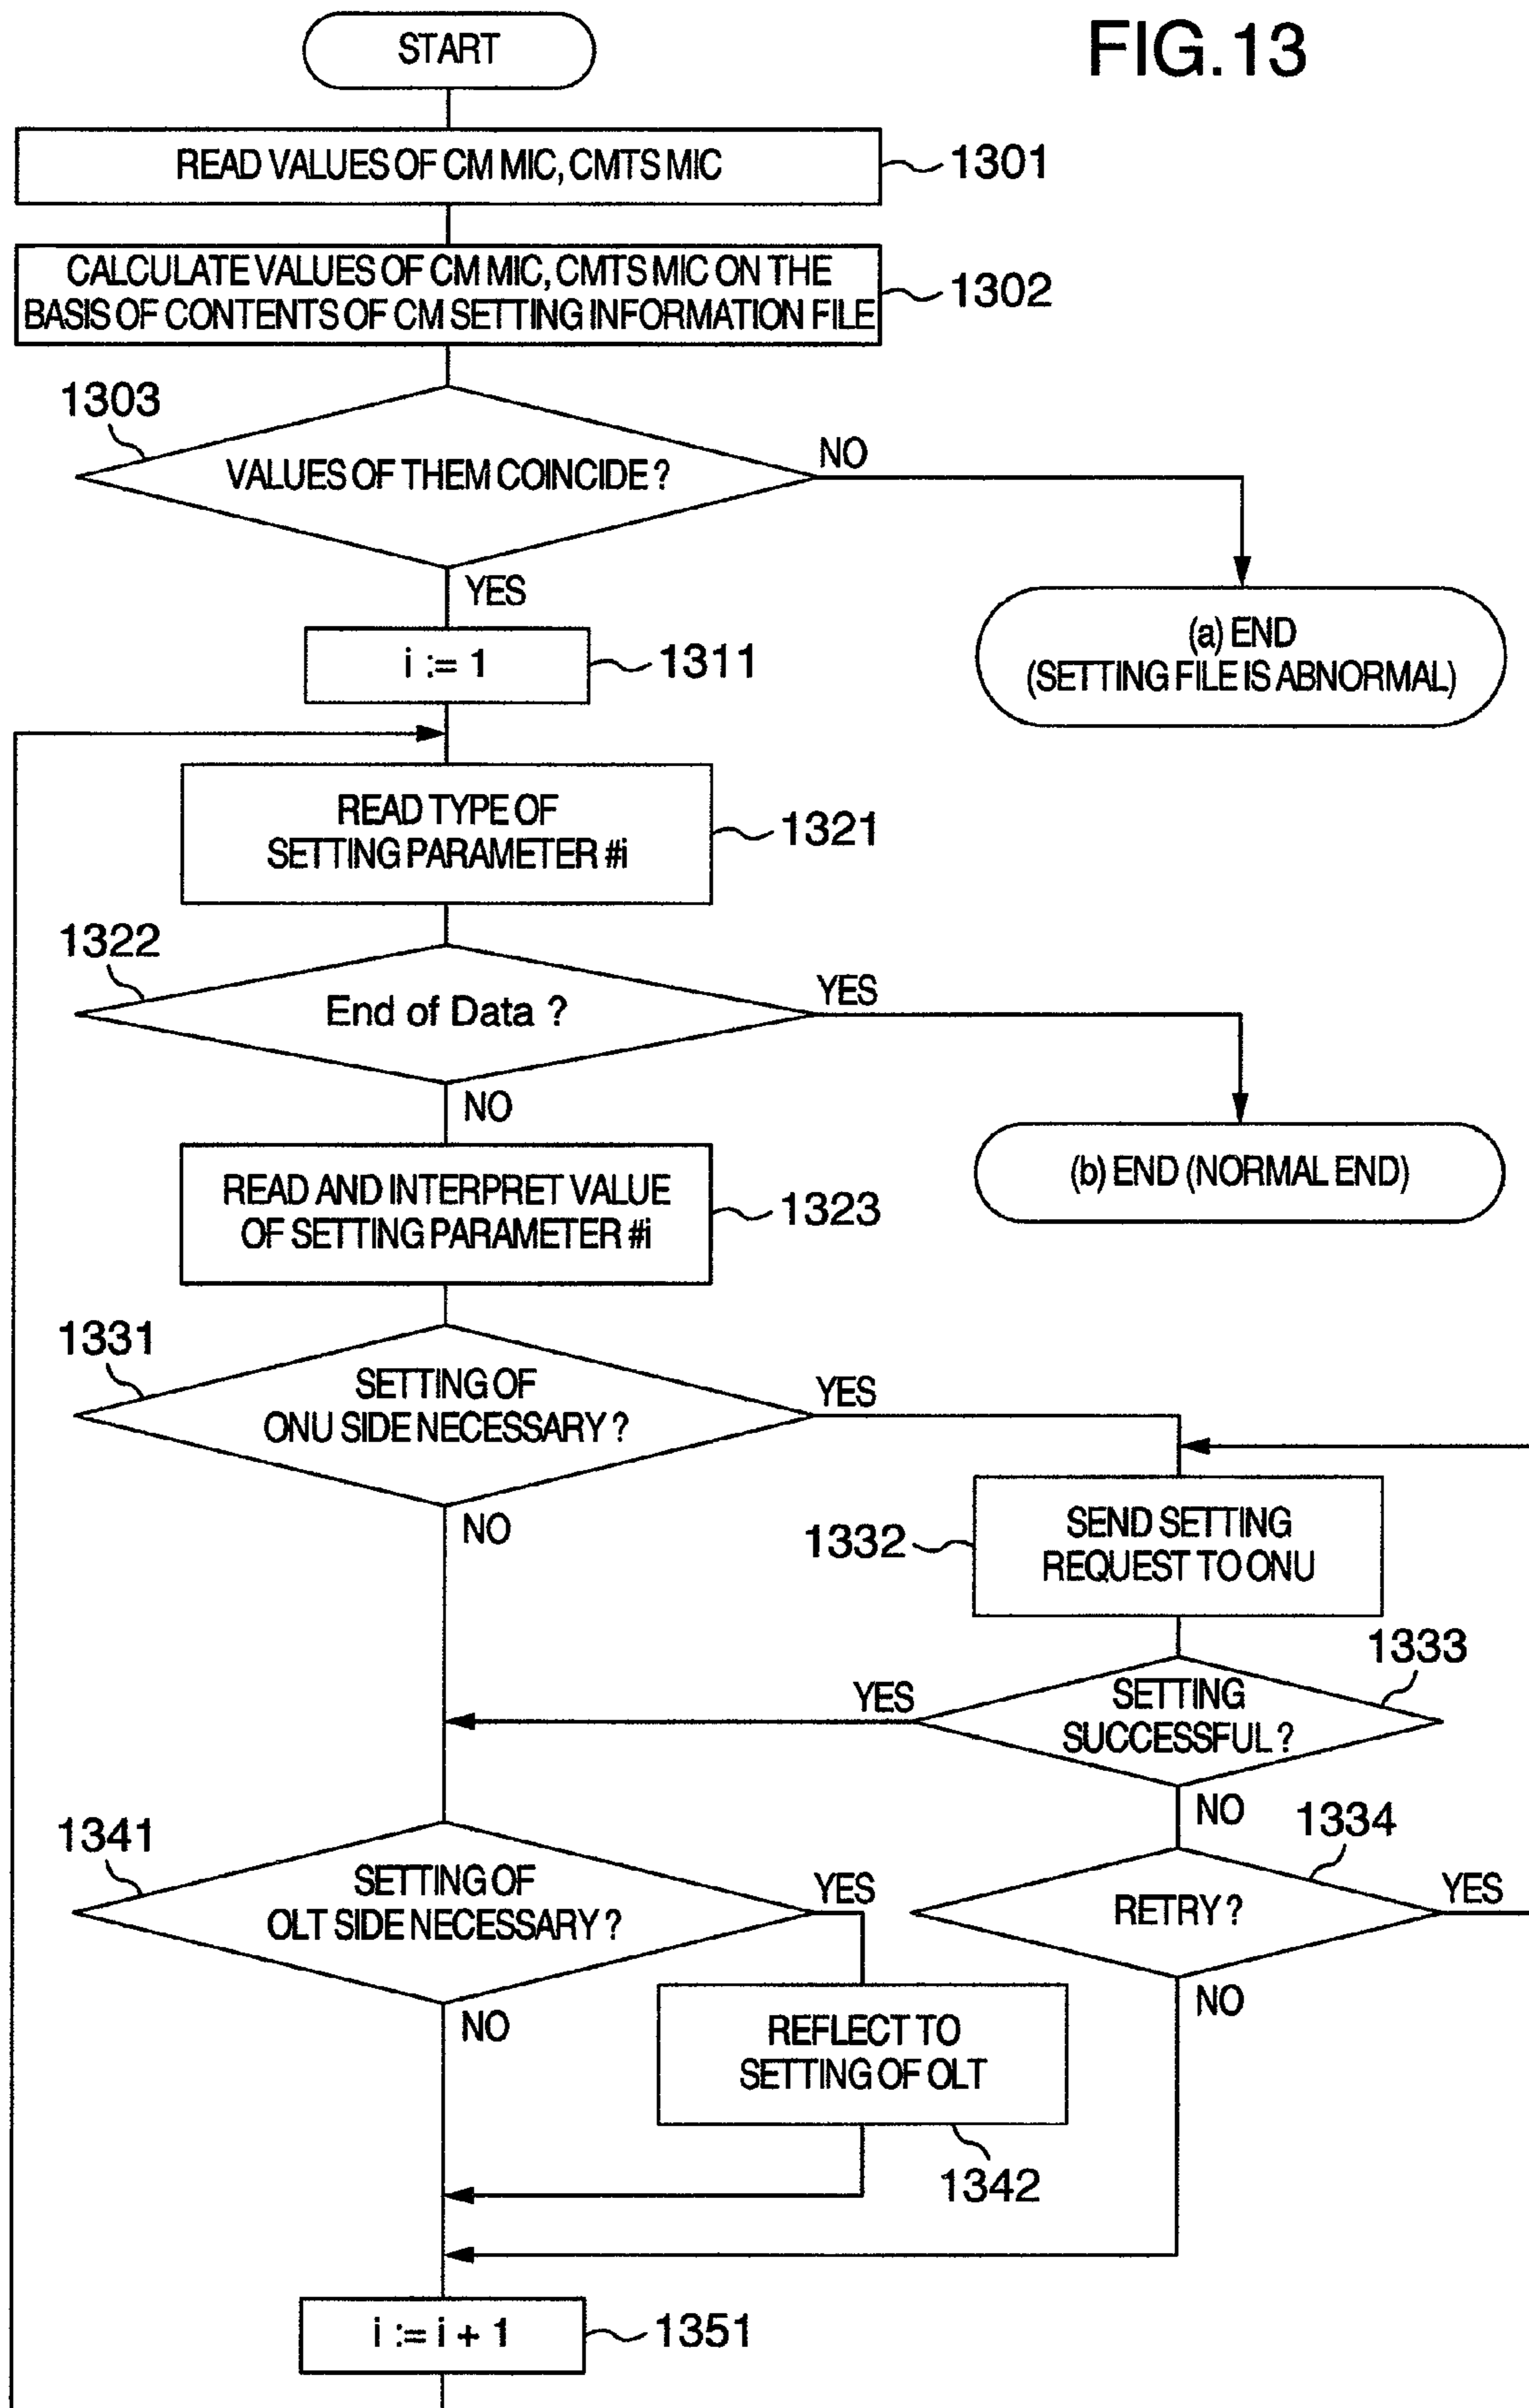 FIG.13
START
READ VALUES OF CM MIC, CMTS MIC
1301
CALCULATE VALUES OF CM MIC, CMTS MIC ON THE
BASIS OF CONTENTS OF CM SETTING INFORMATION FILE
1302
1303
VALUES OF THEM COINCIDE ?
NO
YES
(a) END
(SETTING FILE IS ABNORMAL)
i := 1
1311
READ TYPE OF
SETTING PARAMETER #i
1321
1322
End of Data ?
YES
NO
(b) END (NORMAL END)
READ AND INTERPRET VALUE
OF SETTING PARAMETER #i
1323
1331
SETTING OF
ONU SIDE NECESSARY ?
YES
NO
1332
SEND SETTING
REQUEST TO ONU
1333
SETTING
SUCCESSFUL ?
YES
NO
1334
RETRY ?
YES
NO
1341
SETTING OF
OLT SIDE NECESSARY ?
YES
NO
REFLECT TO
SETTING OF OLT
1342
i := i + 1
1351